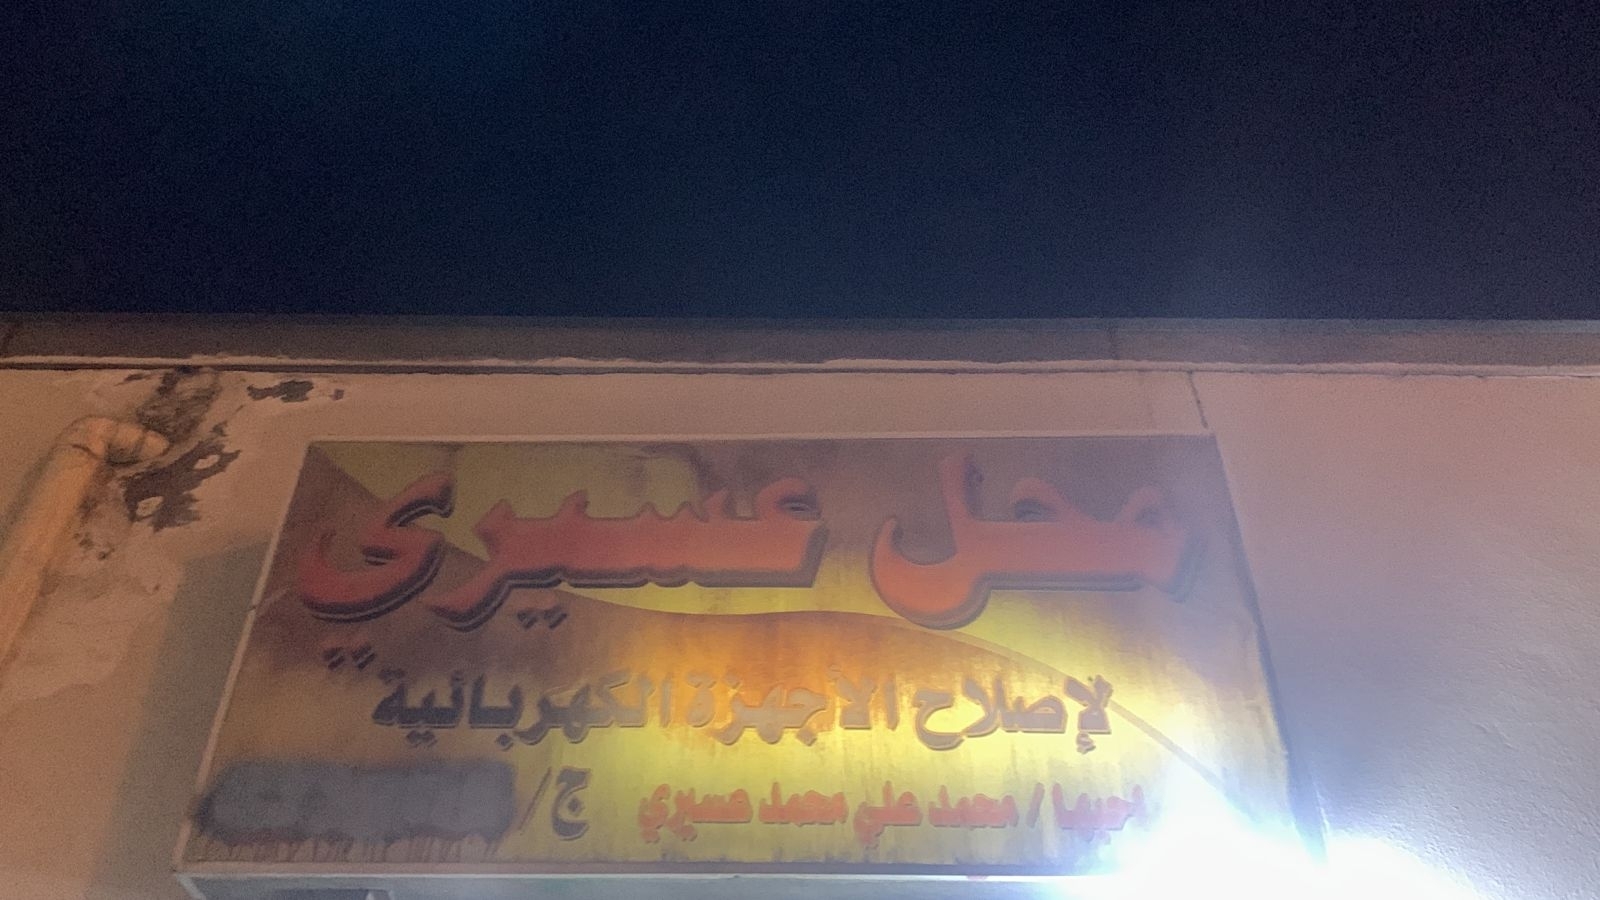 محل عسيري
لإصلاح الأجهزة الكهربائية
محمد علي محمد عسيري ج/